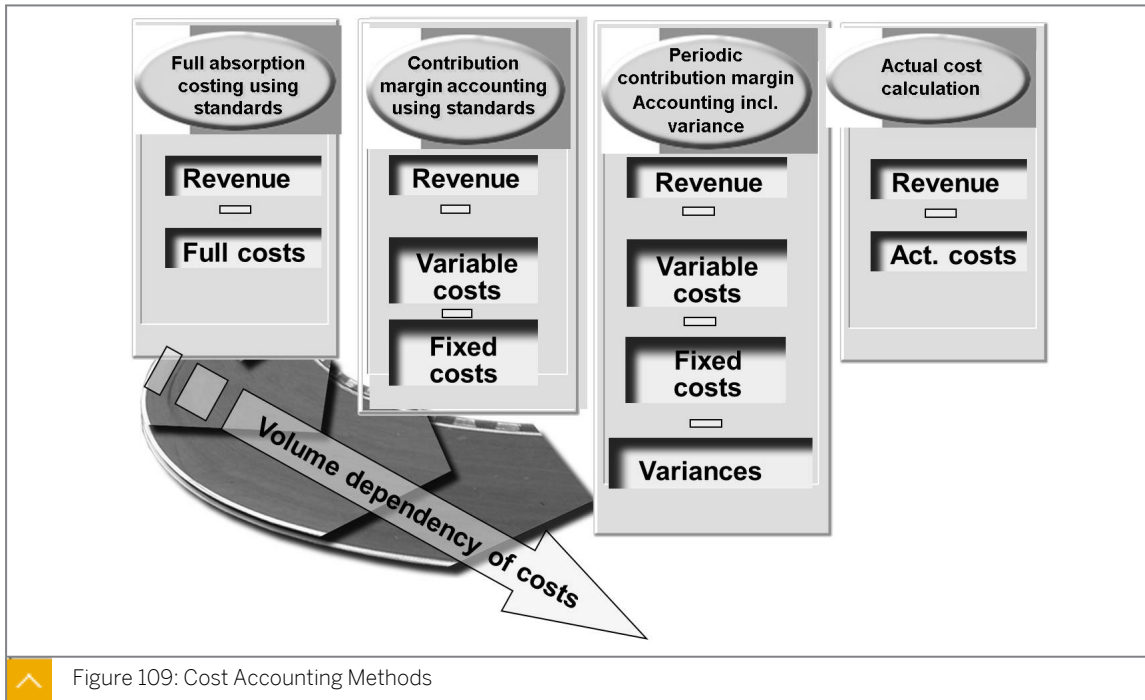 Full absorption
costing using
standards
Revenue
Full costs
Contribution
margin accounting
using standards
Revenue
Variable
costs
Fixed
costs
Periodic
contribution margin
Accounting incl.
variance
Revenue
Variable
costs
Fixed
costs
Variances
Actual cost
calculation
Revenue
Act. costs
Volume dependency of costs
Figure 109: Cost Accounting Methods